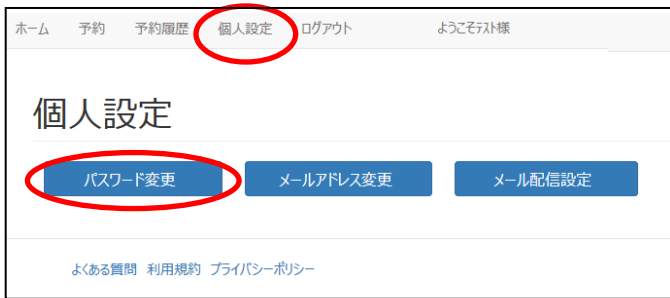 ホーム 予約 予約履歴 個人設定 ログアウト ようこそﾃｽﾄ様
個人設定
パスワード変更 メールアドレス変更 メール配信設定
よくある質問 利用規約 プライバシーポリシー